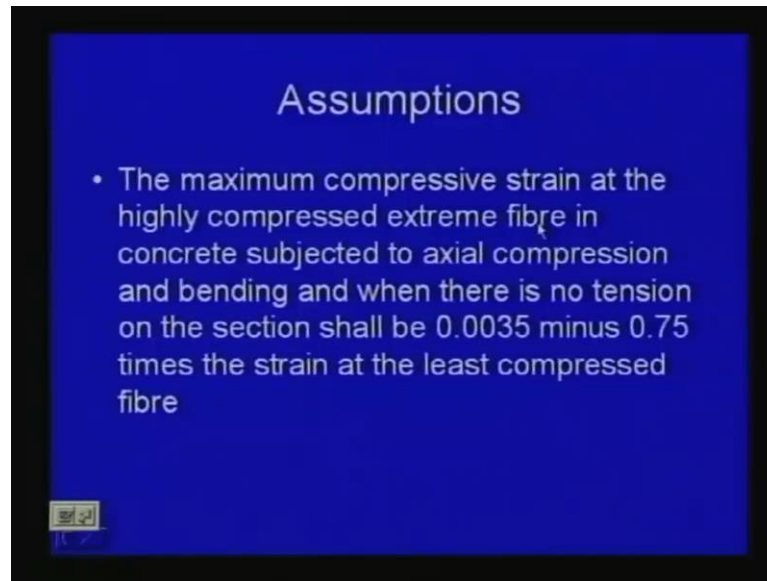 Assumptions
• The maximum compressive strain at the
highly compressed extreme fibre in
concrete subjected to axial compression
and bending and when there is no tension
on the section shall be 0.0035 minus 0.75
times the strain at the least compressed
fibre